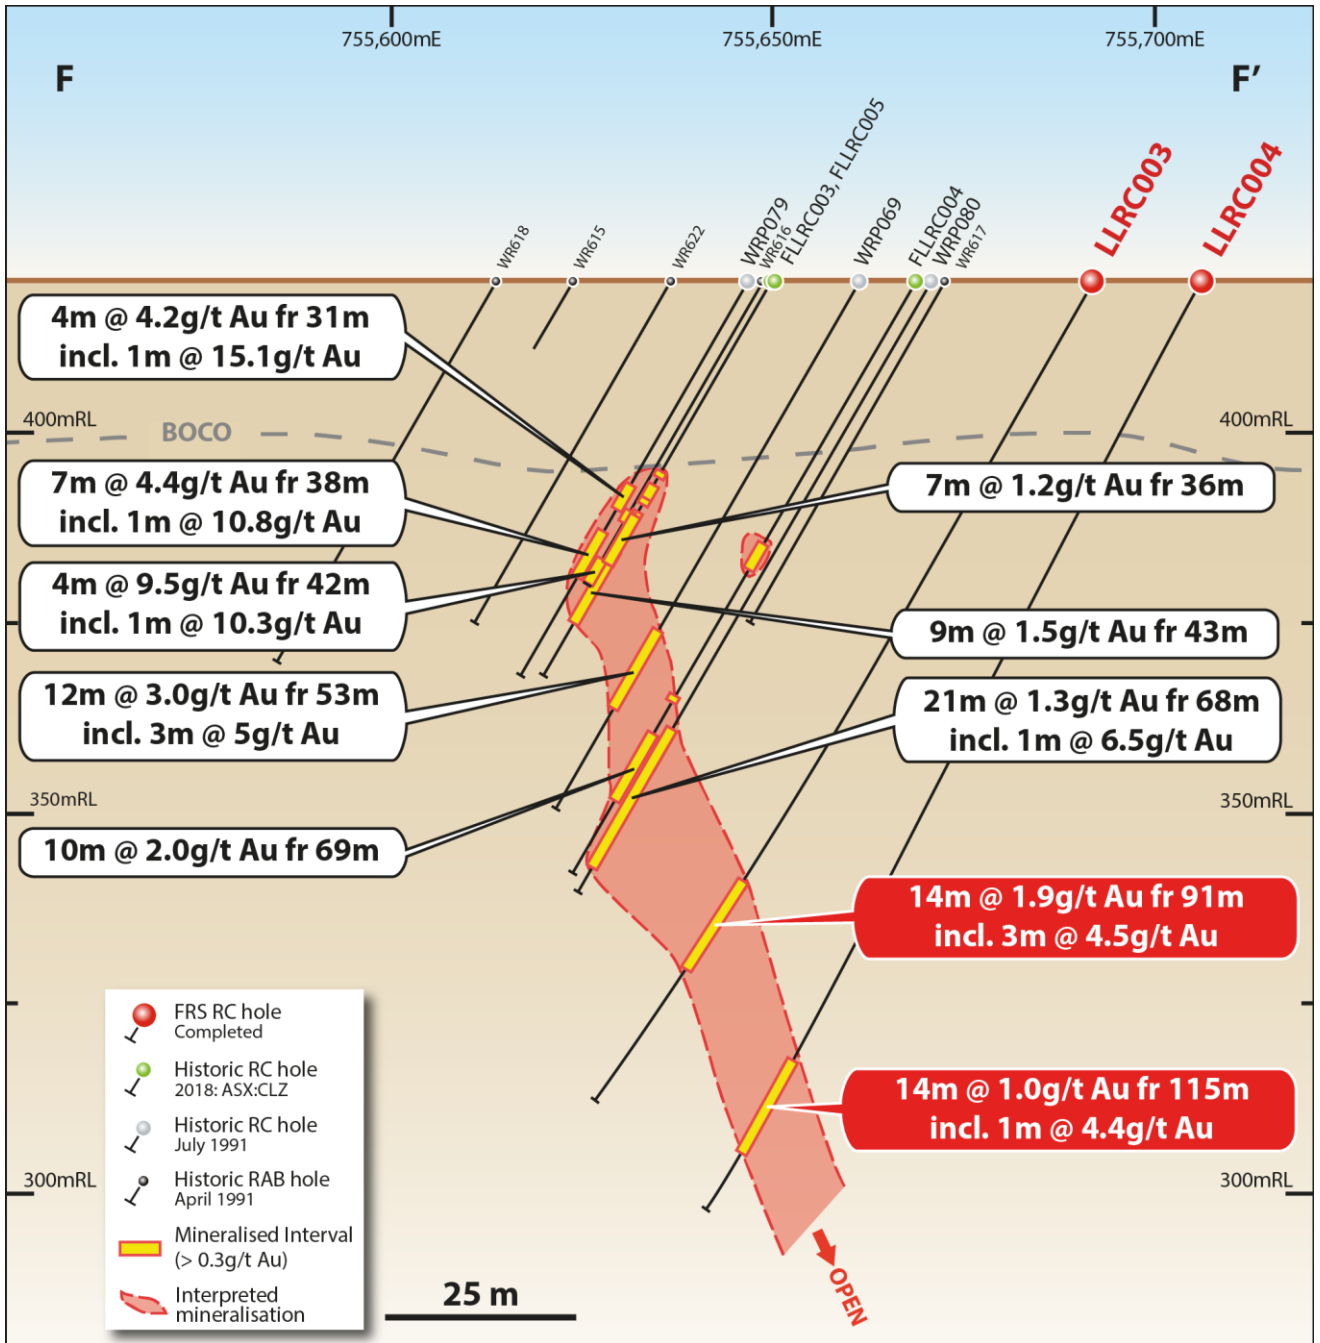 755,600mE
755,650mE
755,700mE
F
F'
WR618
WR615
WR622
WRP079
WR616
FLLRC003, FLLRC005
WRP069
FLLRC004
WRP080
WR617
LLRC003
LLRC004
4m @ 4.2g/t Au fr 31m
incl. 1m @ 15.1g/t Au
400mRL
BOCO
400mRL
7m @ 4.4g/t Au fr 38m
incl. 1m @ 10.8g/t Au
7m @ 1.2g/t Au fr 36m
4m @ 9.5g/t Au fr 42m
incl. 1m @ 10.3g/t Au
9m @ 1.5g/t Au fr 43m
12m @ 3.0g/t Au fr 53m
incl. 3m @ 5g/t Au
21m @ 1.3g/t Au fr 68m
incl. 1m @ 6.5g/t Au
350mRL
350mRL
10m @ 2.0g/t Au fr 69m
14m @ 1.9g/t Au fr 91m
incl. 3m @ 4.5g/t Au
14m @ 1.0g/t Au fr 115m
incl. 1m @ 4.4g/t Au
300mRL
300mRL
FRS RC hole
Completed
Historic RC hole
2018: ASX:CLZ
Historic RC hole
July 1991
Historic RAB hole
April 1991
Mineralised Interval
(> 0.3g/t Au)
Interpreted
mineralisation
25 m
OPEN